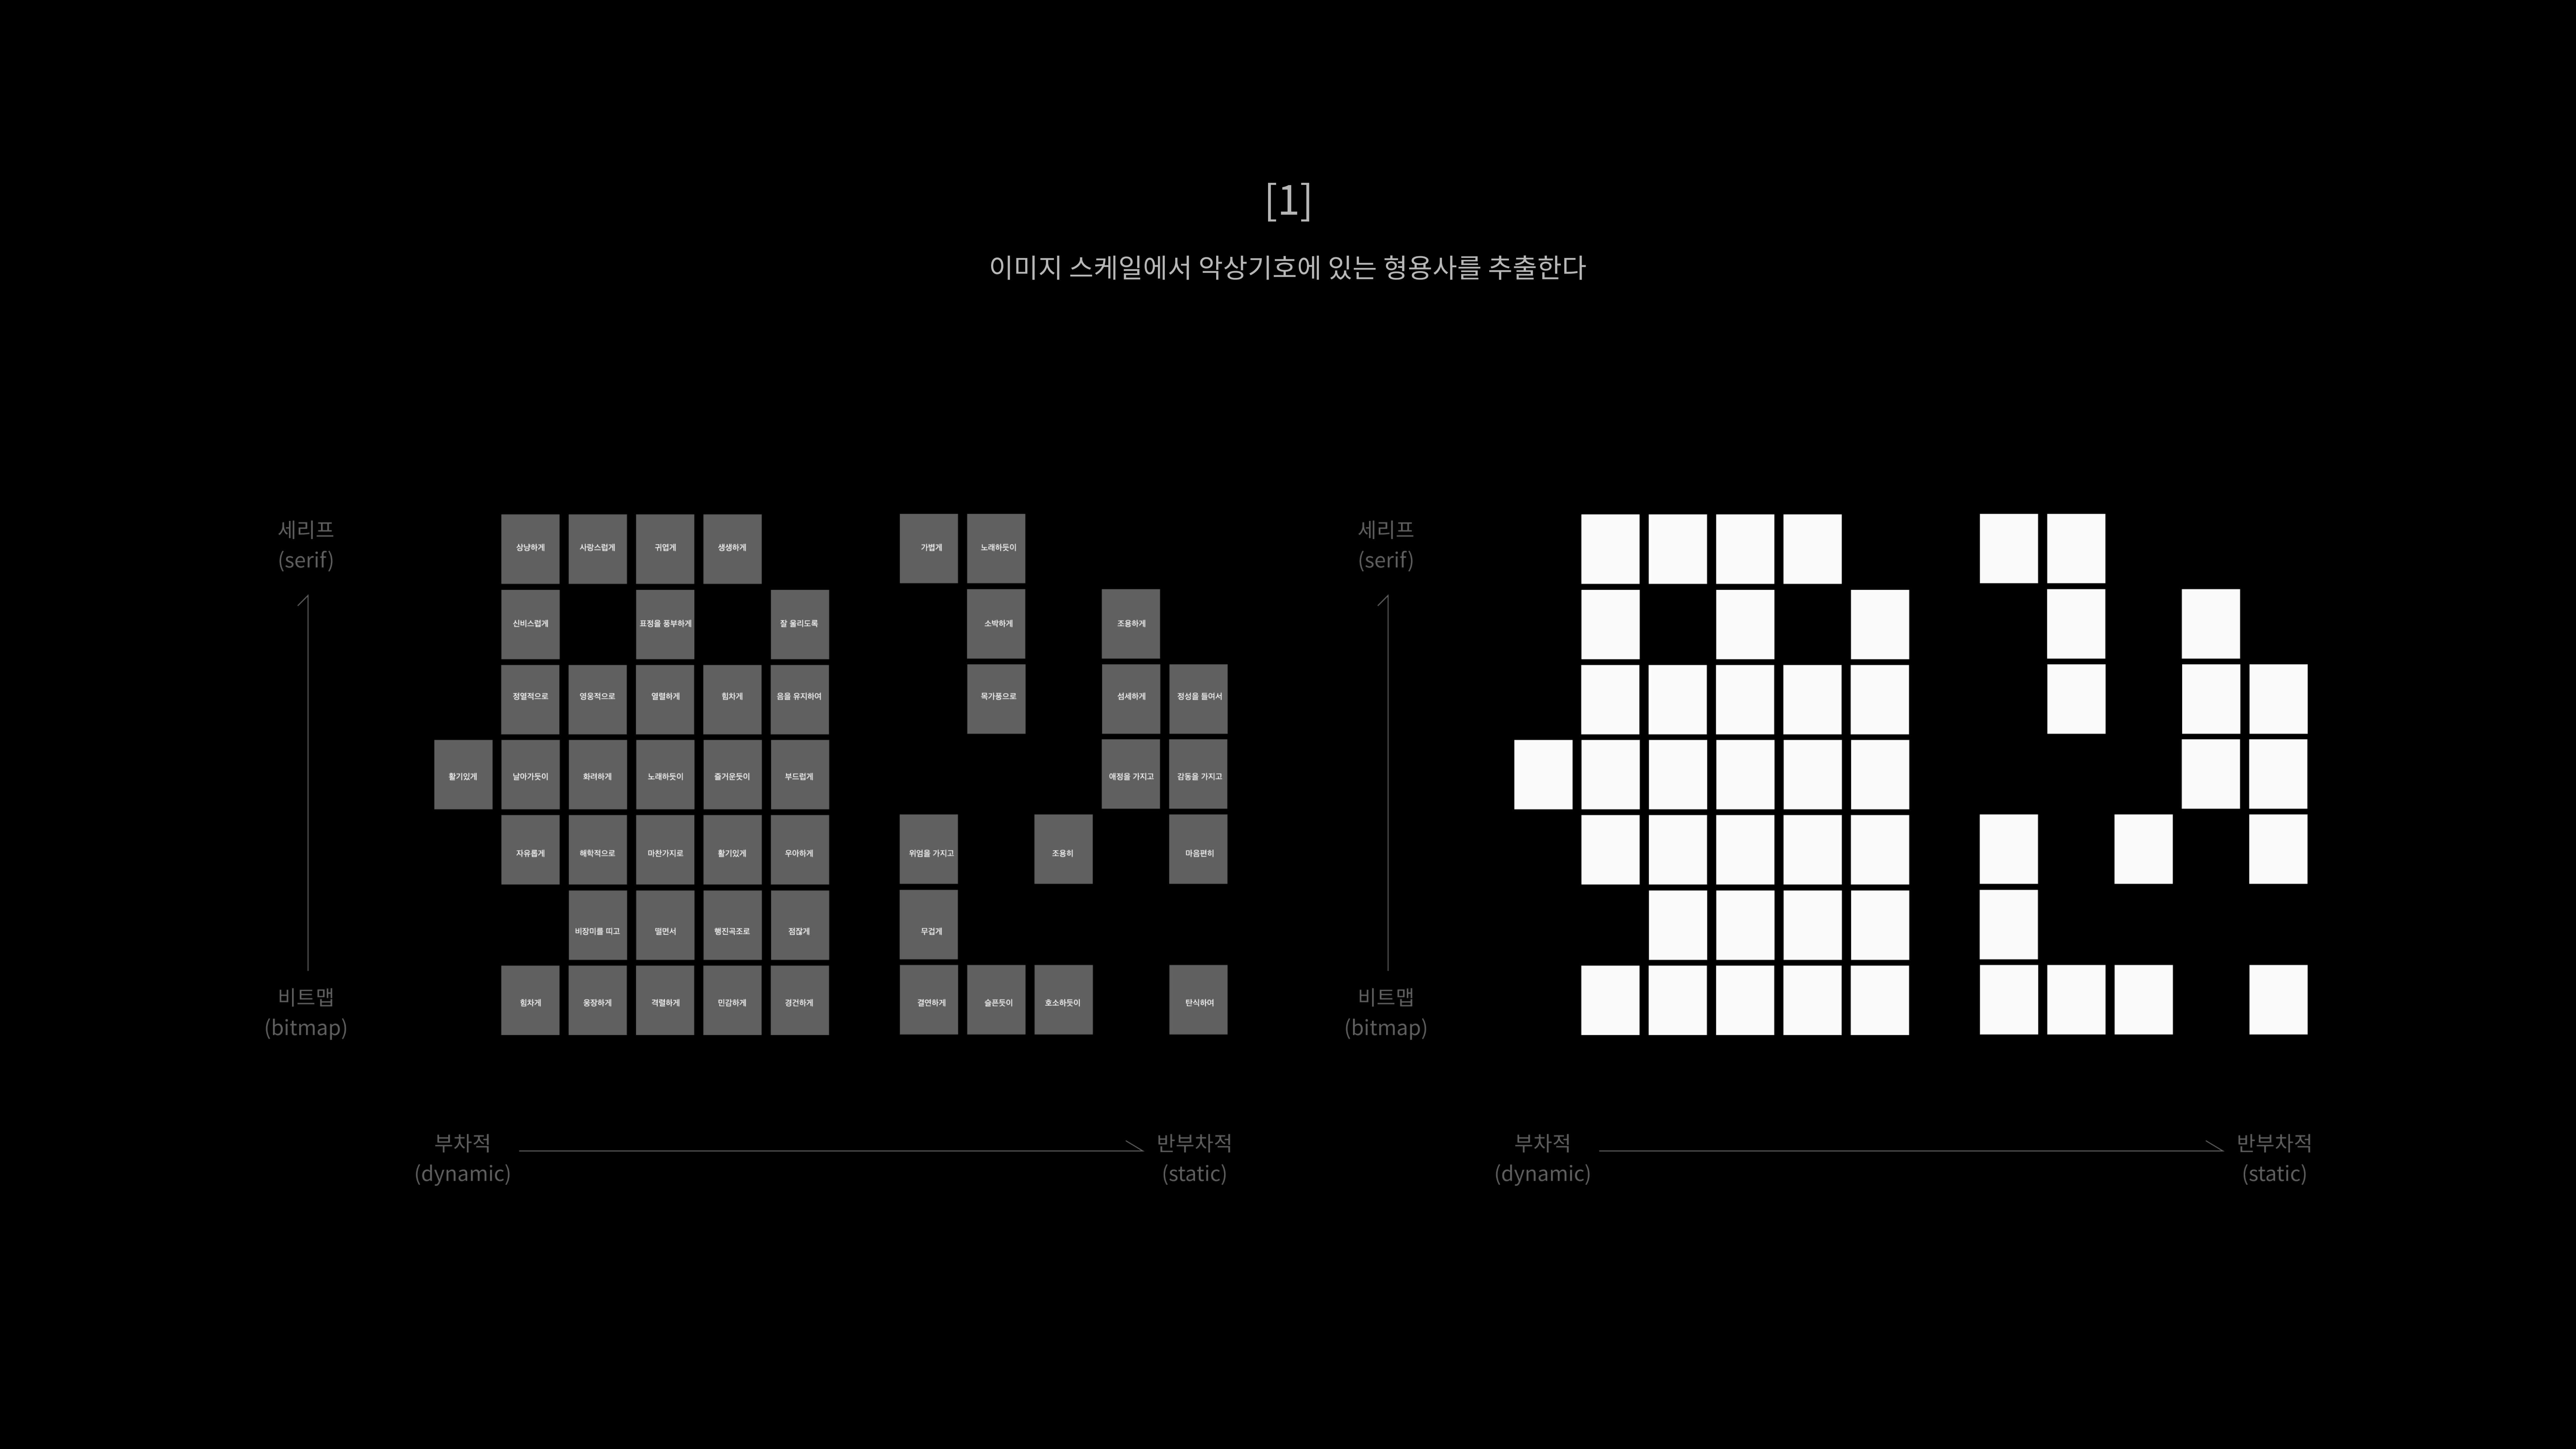 [1]
이미지 스케일에서 악상기호에 있는 형용사를 추출한다
세리프
(serif)
비트맵
(bitmap)
상냥하게 사랑스럽게 귀엽게 생생하게 가볍게 노래하듯이
신비스럽게 표정을 풍부하게 잘 울리도록 소박하게 조용하게
정열적으로 영웅적으로 열렬하게 힘차게 음을 유지하여 목가풍으로 섬세하게 정성을 들여서
활기있게 날아가듯이 화려하게 노래하듯이 즐거운듯이 부드럽게 애정을 가지고 감동을 가지고
자유롭게 해학적으로 마찬가지로 활기있게 우아하게 위엄을 가지고 조용히 마음편히
비장미를 띠고 떨면서 행진곡조로 점잖게 무겁게
힘차게 웅장하게 격렬하게 민감하게 경건하게 결연하게 슬픈듯이 호소하듯이 탄식하여
부차적
(dynamic)
반부차적
(static)
세리프
(serif)
비트맵
(bitmap)
부차적
(dynamic)
반부차적
(static)